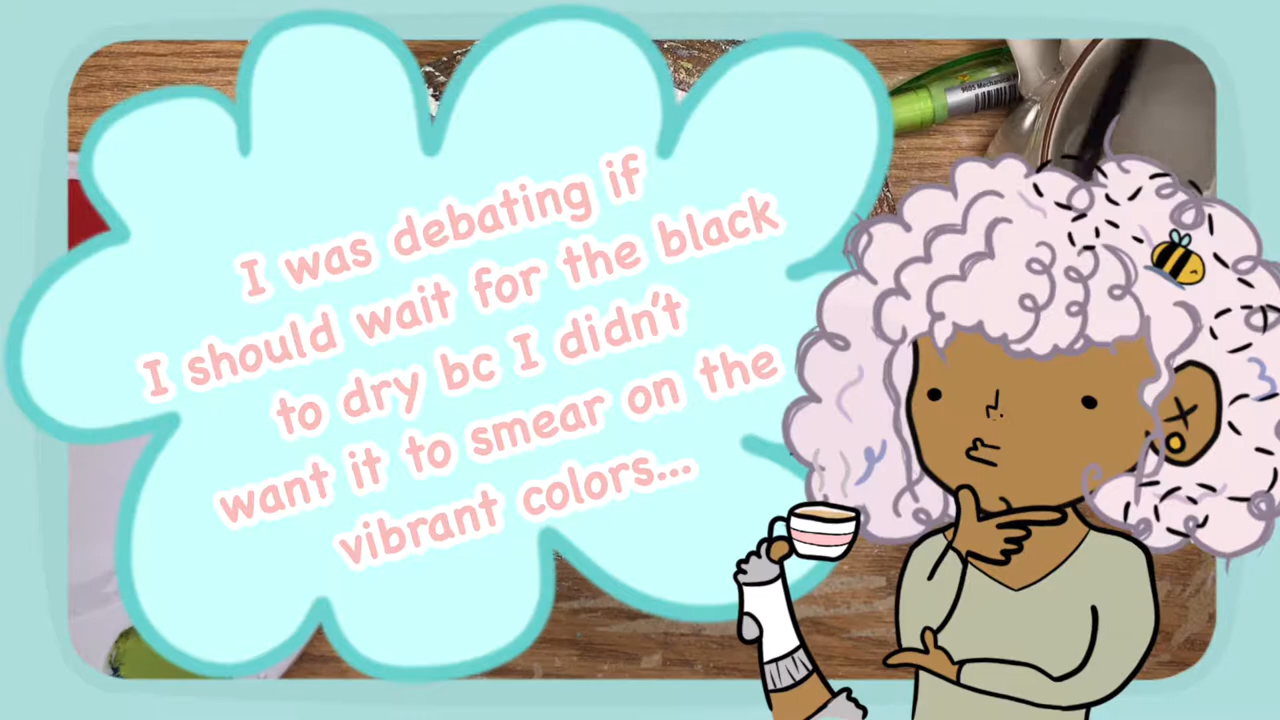 I was debating if
I should wait for the black
to dry bc I didn't
want it to smear on the
vibrant colors...